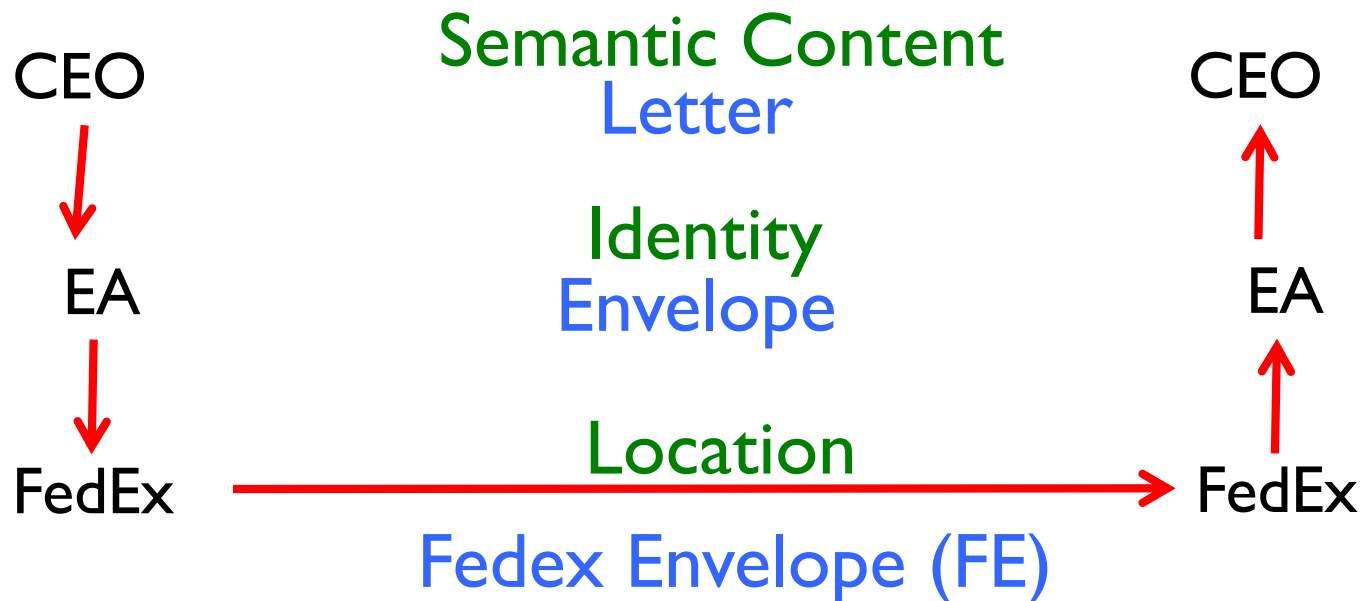 Semantic Content
CEO
CEO
Letter
Identity
EA
EA
Envelope
Location
FedEx
FedEx
Fedex Envelope (FE)